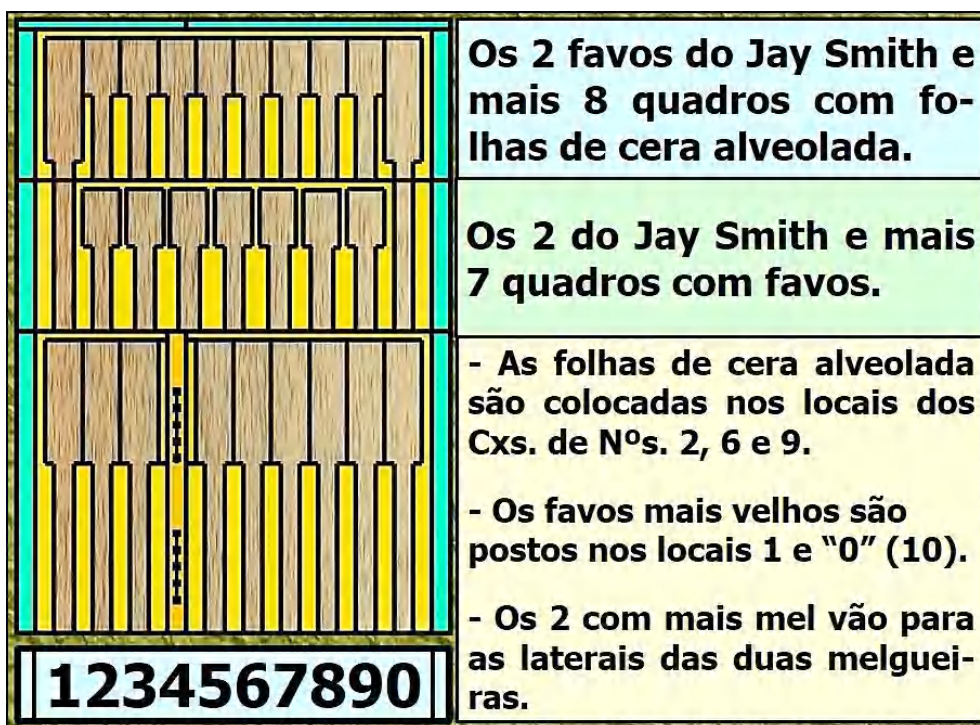 Os 2 favos do Jay Smith e
mais 8 quadros com fo-
lhas de cera alveolada.
Os 2 do Jay Smith e mais
7 quadros com favos.
- As folhas de cera alveolada
são colocadas nos locais dos
Cxs. de Nºs. 2, 6 e 9.
- Os favos mais velhos são
postos nos locais 1 e “0” (10).
- Os 2 com mais mel vão para
as laterais das duas melguei-
ras.
1234567890